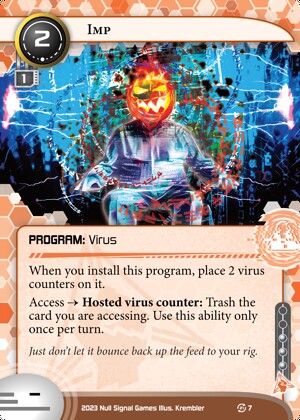 2
IMP
1
PROGRAM: Virus
When you install this program, place 2 virus
counters on it.
Access → Hosted virus counter: Trash the
card you are accessing. Use this ability only
once per turn.
Just don't let it bounce back up the feed to your rig.
-
2023 Null Signal Games Illus. Krembler
7